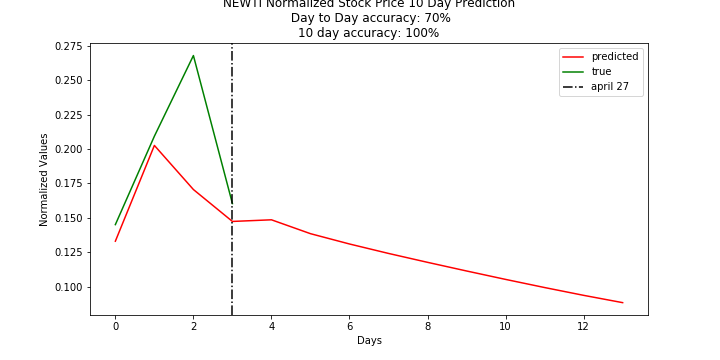 NEWTI Normalized Stock Price 10 Day Prediction
Day to Day accuracy: 70%
10 day accuracy: 100%
predicted
true
april 27
Normalized Values
0.275
0.250
0.225
0.200
0.175
0.150
0.125
0.100
0 2 4 6 8 10 12
Days